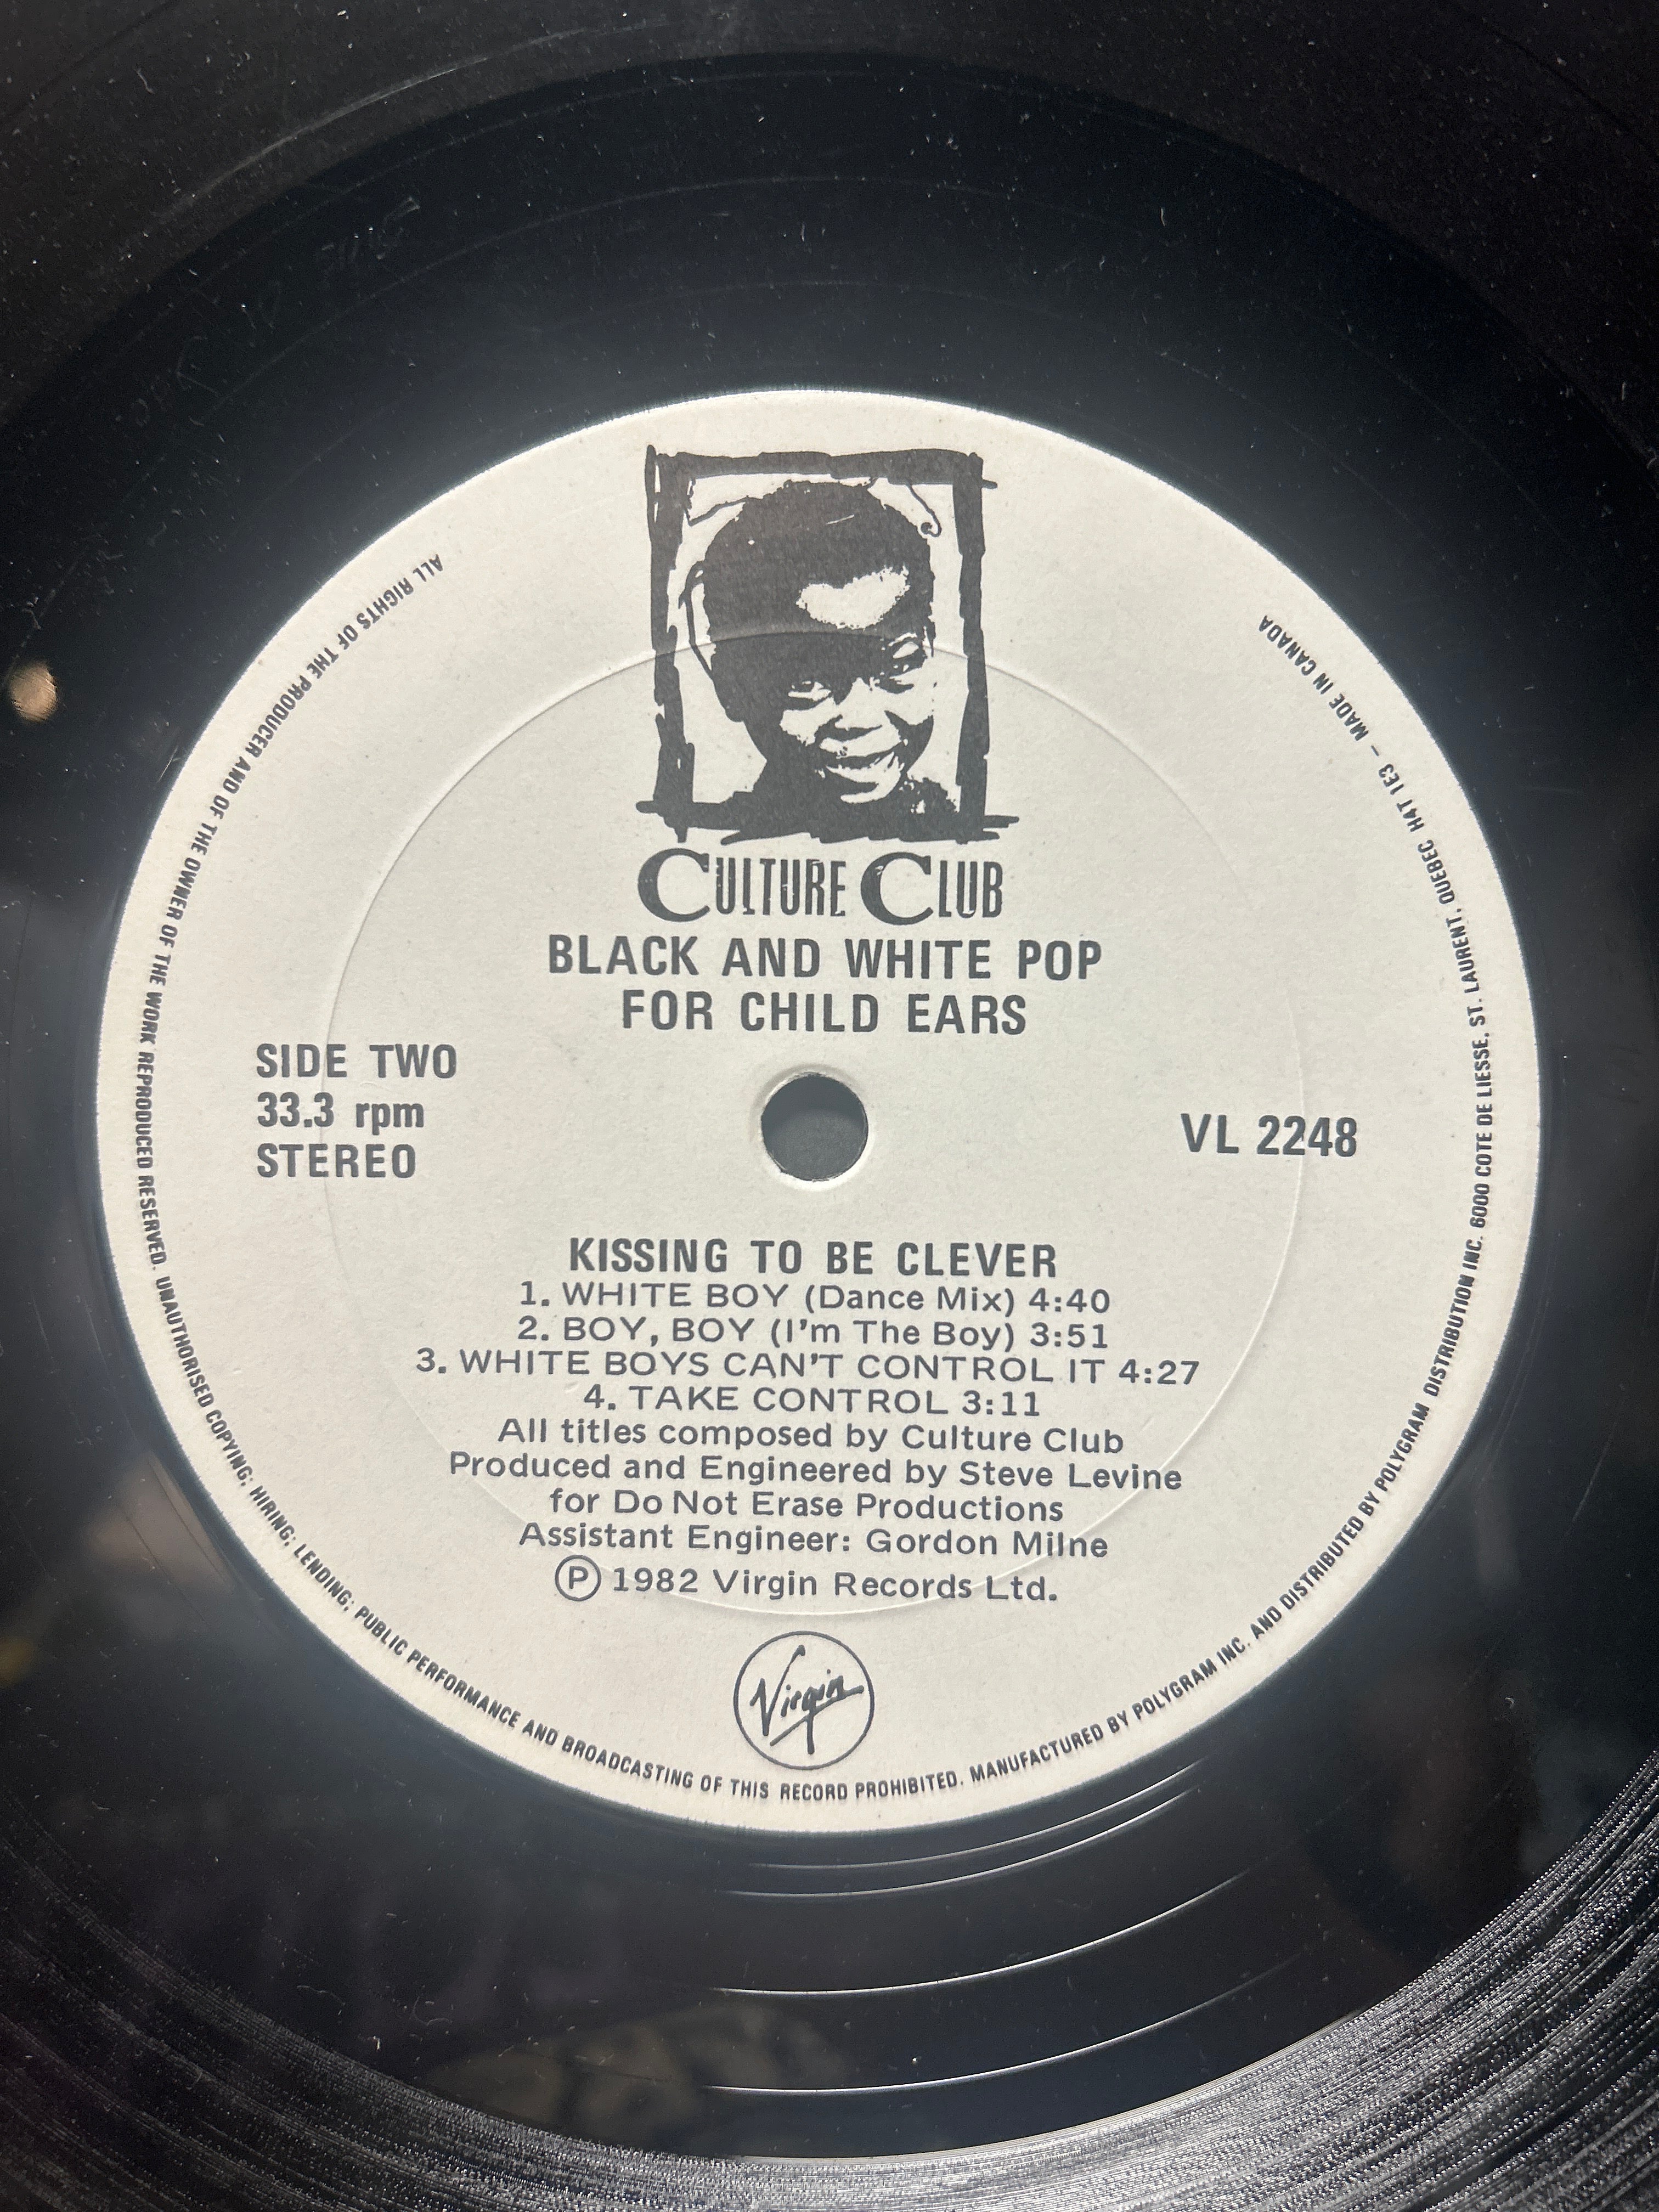 CULTURE CLUB
BLACK AND WHITE POP
FOR CHILD EARS
SIDE TWO
33.3 rpm
STEREO
VL 2248
KISSING TO BE CLEVER
1. WHITE BOY (Dance Mix) 4:40
2. BOY, BOY (I'm The Boy) 3:51
3. WHITE BOYS CAN'T CONTROL IT 4:27
4. TAKE CONTROL 3:11
All titles composed by Culture Club
Produced and Engineered by Steve Levine
for Do Not Erase Productions
Assistant Engineer: Gordon Milne
Ⓟ 1982 Virgin Records Ltd.
Virgin
ALL RIGHTS OF THE PRODUCER AND OF THE OWNER OF THE WORK REPRODUCED RESERVED. UNAUTHORISED COPYING; HIRING; LENDING; PUBLIC PERFORMANCE AND BROADCASTING OF THIS RECORD PROHIBITED. MANUFACTURED BY POLYGRAM INC. AND DISTRIBUTED BY POLYGRAM DISTRIBUTION INC. 6000 COTE DE LIESSE, ST. LAURENT, QUEBEC H4T 1E3 – MADE IN CANADA